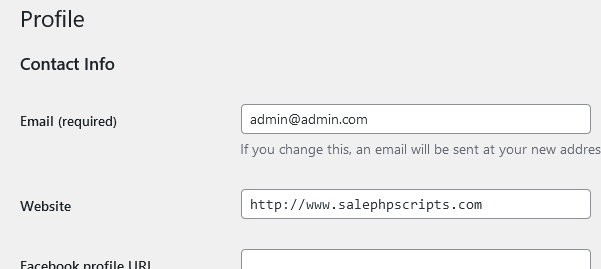 Profile
Contact Info
Email (required)
admin@admin.com
If you change this, an email will be sent at your new addres
Website
http://www.salephpscripts.com
Facebook profile URL